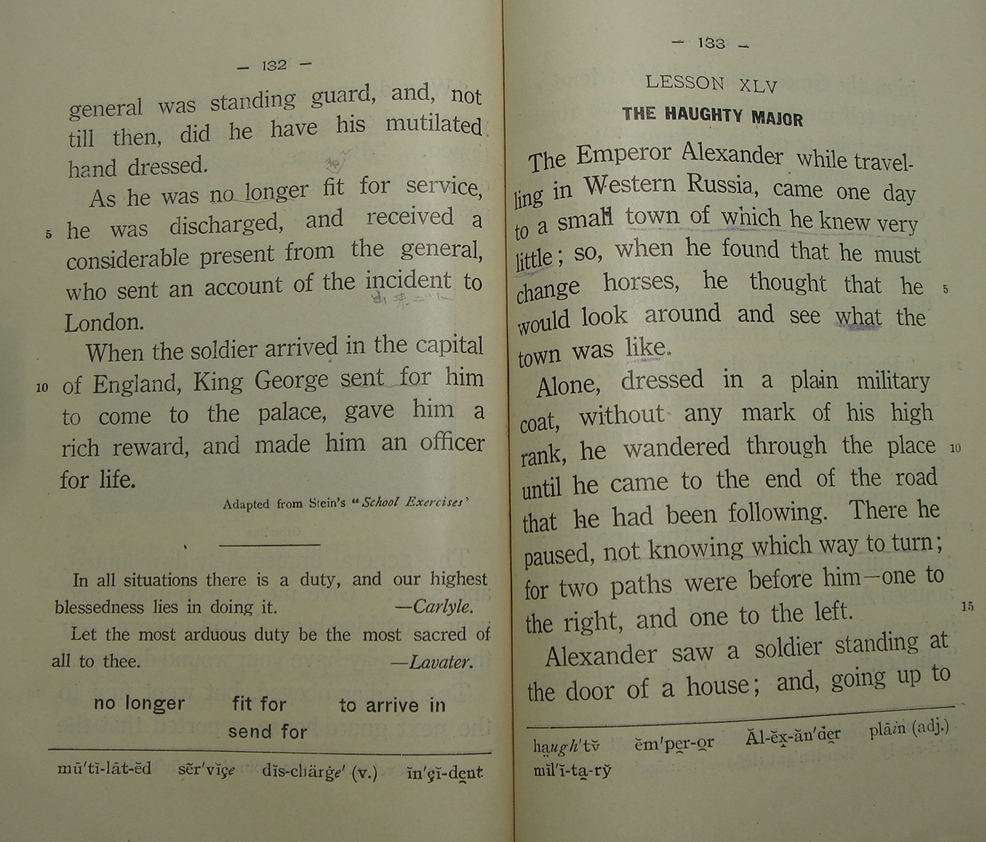 — 132 —
general was standing guard, and, not
till then, did he have his mutilated
hand dressed.
As he was no longer fit for service,
5 he was discharged, and received a
considerable present from the general,
who sent an account of the incident to
London.
When the soldier arrived in the capital
10 of England, King George sent for him
to come to the palace, gave him a
rich reward, and made him an officer
for life.
Adapted from Stein's "School Exercises"
In all situations there is a duty, and our highest
blessedness lies in doing it. —Carlyle.
Let the most arduous duty be the most sacred of
all to thee. —Lavater.
no longer fit for to arrive in
send for
mū'tĭ-lāt-ĕd sẽr'vĭçe dĭs-chärġe' (v.) ĭn'çĭ-dent
— 133 —
LESSON XLV
THE HAUGHTY MAJOR
The Emperor Alexander while travel-
ling in Western Russia, came one day
to a small town of which he knew very
little; so, when he found that he must
change horses, he thought that he 5
would look around and see what the
town was like.
Alone, dressed in a plain military
coat, without any mark of his high
rank, he wandered through the place 10
until he came to the end of the road
that he had been following. There he
paused, not knowing which way to turn;
for two paths were before him—one to
the right, and one to the left. 15
Alexander saw a soldier standing at
the door of a house; and, going up to
ha̤ugh'tў ĕm'per-or Ăl-ĕx-ăn'der plāin (adj.)
mĭl'ĭ-ta-rў